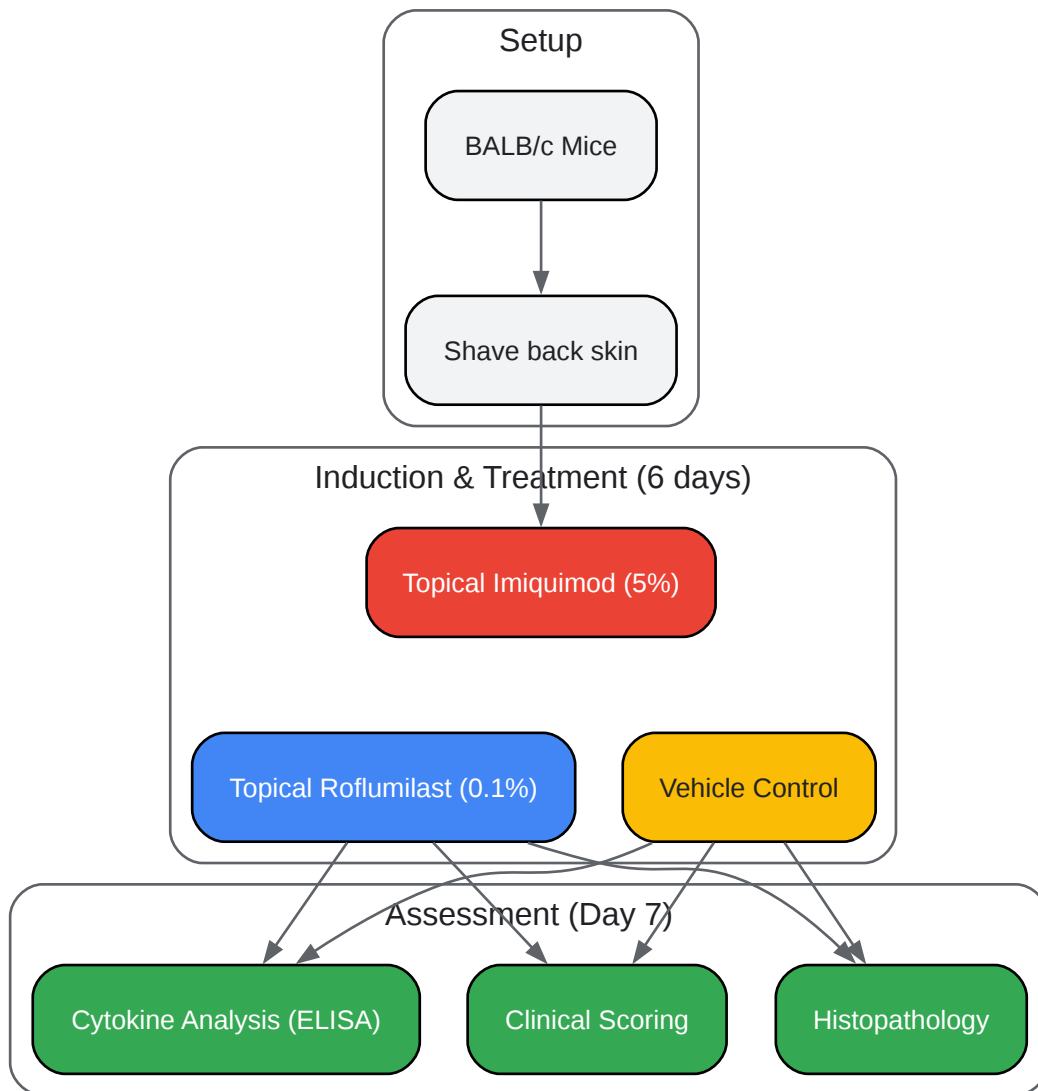 Setup
BALB/c Mice
Shave back skin
Induction & Treatment (6 days)
Topical Imiquimod (5%)
Topical Roflumilast (0.1%)
Vehicle Control
Assessment (Day 7)
Cytokine Analysis (ELISA)
Clinical Scoring
Histopathology